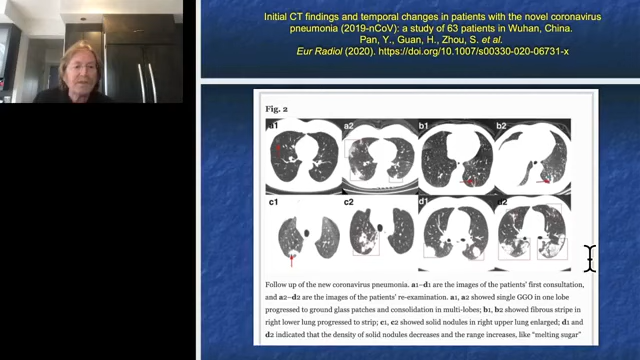 Initial CT findings and temporal changes in patients with the novel coronavirus
pneumonia (2019-nCoV): a study of 63 patients in Wuhan, China.
Pan, Y., Guan, H., Zhou, S. et al.
Eur Radiol (2020). https://doi.org/10.1007/s00330-020-06731-x
Fig. 2
a1 a2 b1 b2
c1 c2 d1 d2
Follow up of the new coronavirus pneumonia. a1–d1 are the images of the patients' first consultation,
and a2–d2 are the images of the patients' re-examination. a1, a2 showed single GGO in one lobe
progressed to ground glass patches and consolidation in multi-lobes; b1, b2 showed fibrous stripe in
right lower lung progressed to strip; c1, c2 showed solid nodes in right upper lung enlarged; d1 and
d2 indicated that the density of solid nodules decreases and the range increases, like "melting sugar"